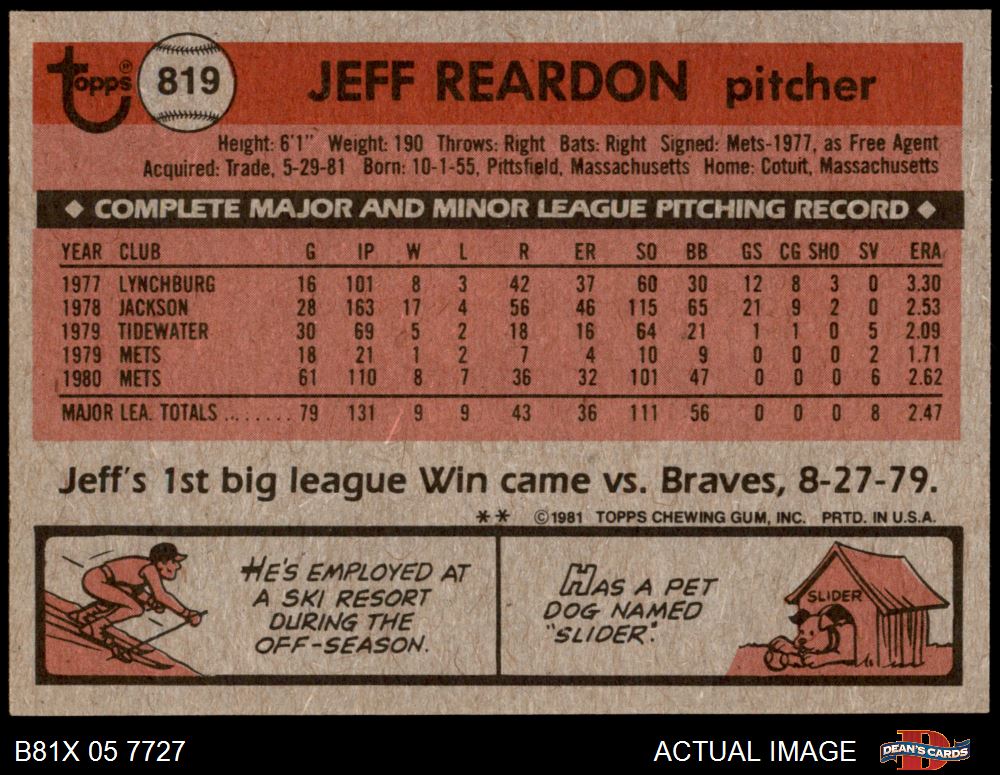 topps®
819
JEFF REARDON pitcher
Height: 6'1" Weight: 190 Throws: Right Bats: Right Signed: Mets-1977, as Free Agent
Acquired: Trade, 5-29-81 Born: 10-1-55, Pittsfield, Massachusetts Home: Cotuit, Massachusetts
◆ COMPLETE MAJOR AND MINOR LEAGUE PITCHING RECORD ◆
YEAR CLUB G IP W L R ER SO BB GS CG SHO SV ERA
1977 LYNCHBURG 16 101 8 3 42 37 60 30 12 8 3 0 3.30
1978 JACKSON 28 163 17 4 56 46 115 65 21 9 2 0 2.53
1979 TIDEWATER 30 69 5 2 18 16 64 21 1 1 0 5 2.09
1979 METS 18 21 1 2 7 4 10 9 0 0 0 2 1.71
1980 METS 61 110 8 7 36 32 101 47 0 0 0 6 2.62
MAJOR LEA. TOTALS ........ 79 131 9 9 43 36 111 56 0 0 0 8 2.47
Jeff's 1st big league Win came vs. Braves, 8-27-79.
** ©1981 TOPPS CHEWING GUM, INC. PRTD. IN U.S.A.
HE'S EMPLOYED AT
A SKI RESORT
DURING THE
OFF-SEASON.
HAS A PET
DOG NAMED
"SLIDER".
SLIDER
B81X 05 7727
ACTUAL IMAGE
DEAN'S CARDS